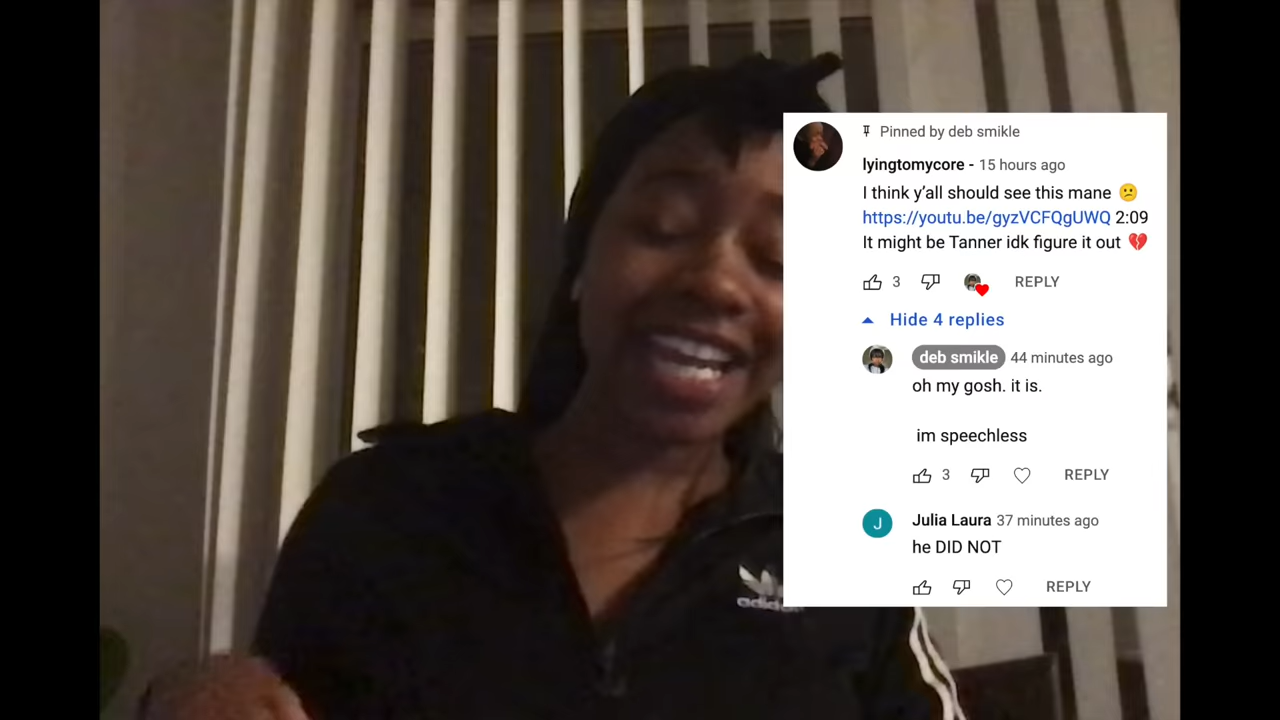 Pinned by deb smikle
lyingtomycore - 15 hours ago
I think y'all should see this mane 😕
https://youtu.be/gyzVCFQgUWQ 2:09
It might be Tanner idk figure it out 💔
3
REPLY
Hide 4 replies
deb smikle 44 minutes ago
oh my gosh. it is.
im speechless
3
REPLY
J
Julia Laura 37 minutes ago
he DID NOT
REPLY
adidas